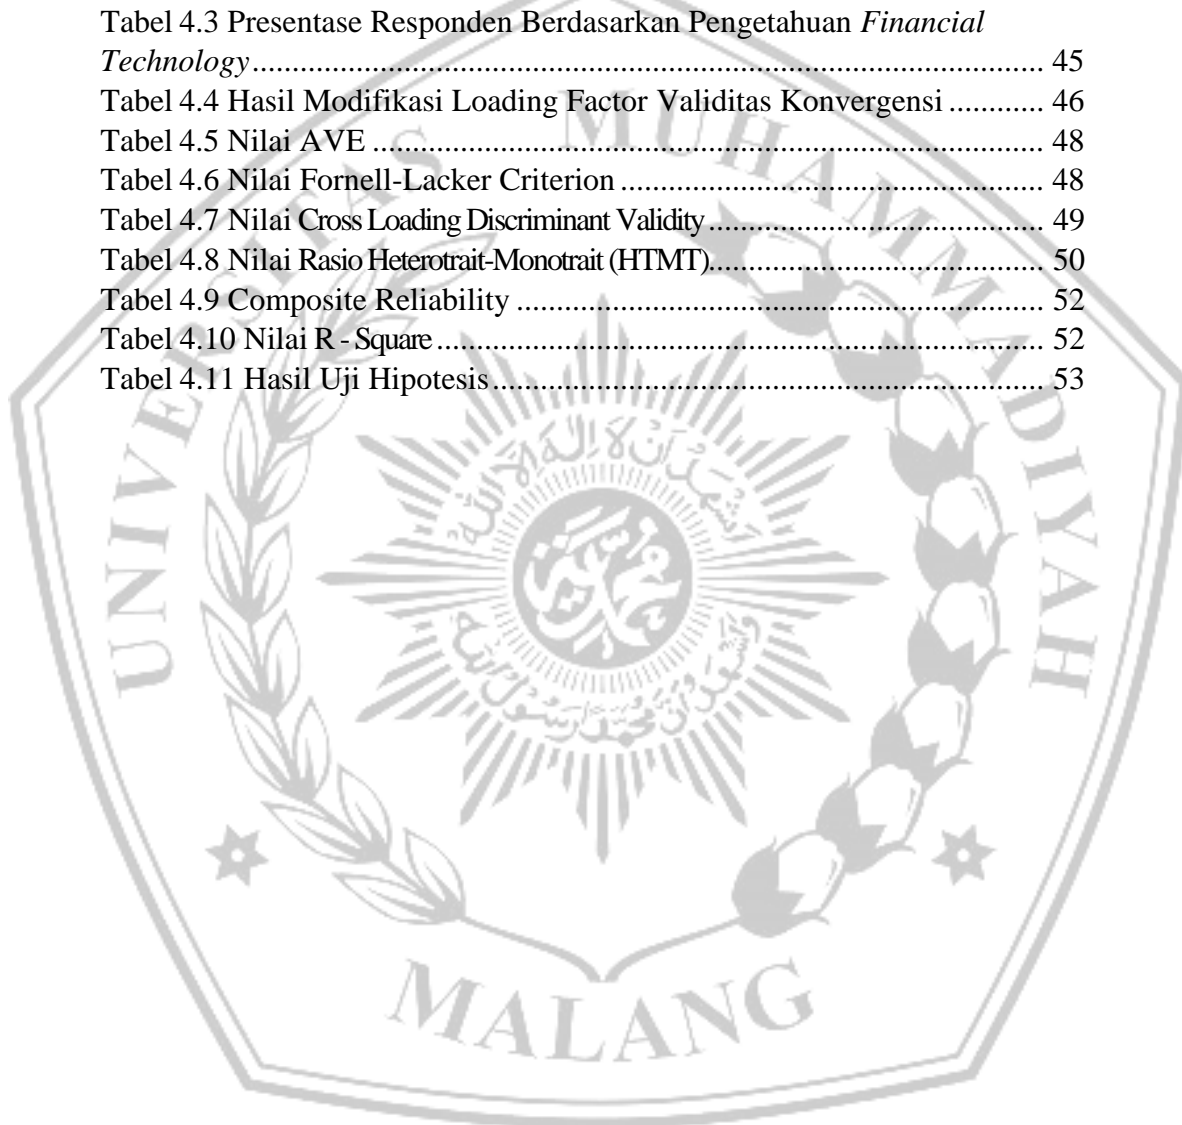 Tabel 4.3 Presentase Responden Berdasarkan Pengetahuan Financial
Technology........................................................................................................ 45
Tabel 4.4 Hasil Modifikasi Loading Factor Validitas Konvergensi............ 46
Tabel 4.5 Nilai AVE........................................................................................ 48
Tabel 4.6 Nilai Fornell-Lacker Criterion....................................................... 48
Tabel 4.7 Nilai Cross Loading Discriminant Validity........................................... 49
Tabel 4.8 Nilai Rasio Heterotrait-Monotrait (HTMT)........................................... 50
Tabel 4.9 Composite Reliability.................................................................... 52
Tabel 4.10 Nilai R - Square............................................................................... 52
Tabel 4.11 Hasil Uji Hipotesis....................................................................... 53
UNIVERSITAS MUHAMMADIYAH
MALANG